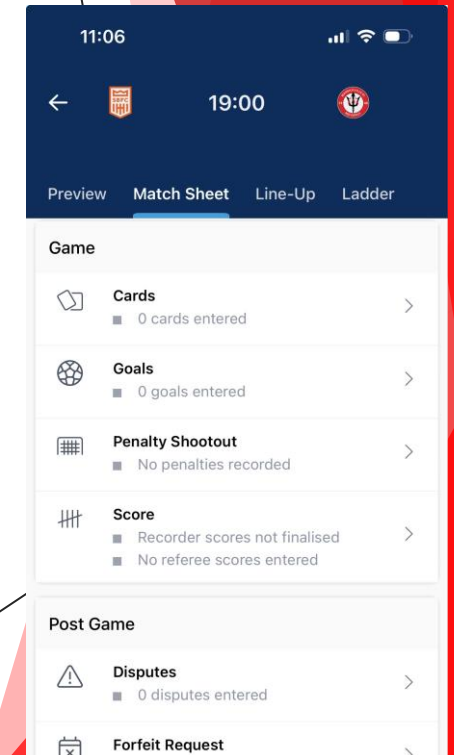 11:06
SBFC
19:00
Preview Match Sheet Line-Up Ladder
Game
Cards
0 cards entered
Goals
0 goals entered
Penalty Shootout
No penalties recorded
Score
Recorder scores not finalised
No referee scores entered
Post Game
Disputes
0 disputes entered
Forfeit Request